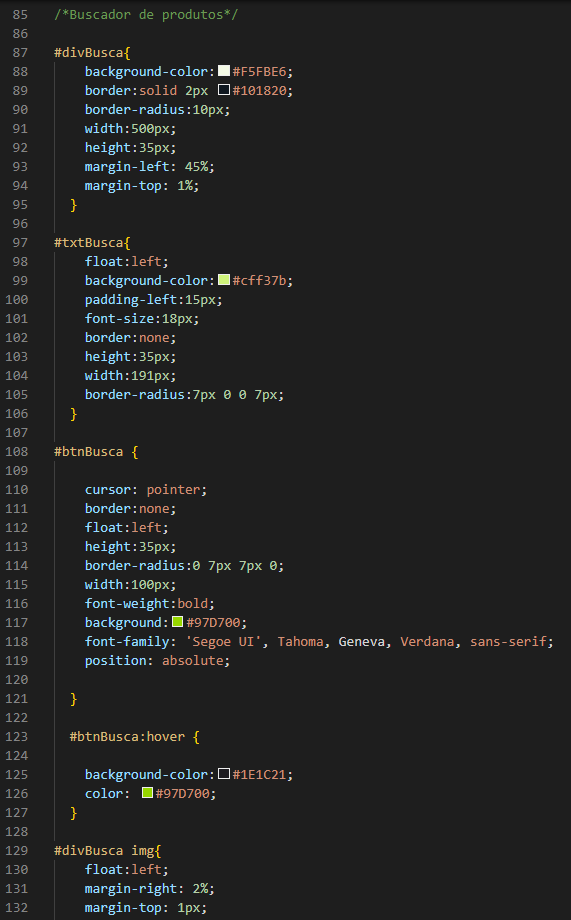 85 /*Buscador de produtos*/
86
87 #divBusca{
88 background-color:#F5FBE6;
89 border:solid 2px #101820;
90 border-radius:10px;
91 width:500px;
92 height:35px;
93 margin-left: 45%;
94 margin-top: 1%;
95 }
96
97 #txtBusca{
98 float:left;
99 background-color:#cff37b;
100 padding-left:15px;
101 font-size:18px;
102 border:none;
103 height:35px;
104 width:191px;
105 border-radius:7px 0 0 7px;
106 }
107
108 #btnBusca {
109
110 cursor: pointer;
111 border:none;
112 float:left;
113 height:35px;
114 border-radius:0 7px 7px 0;
115 width:100px;
116 font-weight:bold;
117 background:#97D700;
118 font-family: 'Segoe UI', Tahoma, Geneva, Verdana, sans-serif;
119 position: absolute;
120
121 }
122
123 #btnBusca:hover {
124
125 background-color:#1E1C21;
126 color: #97D700;
127 }
128
129 #divBusca img{
130 float:left;
131 margin-right: 2%;
132 margin-top: 1px;